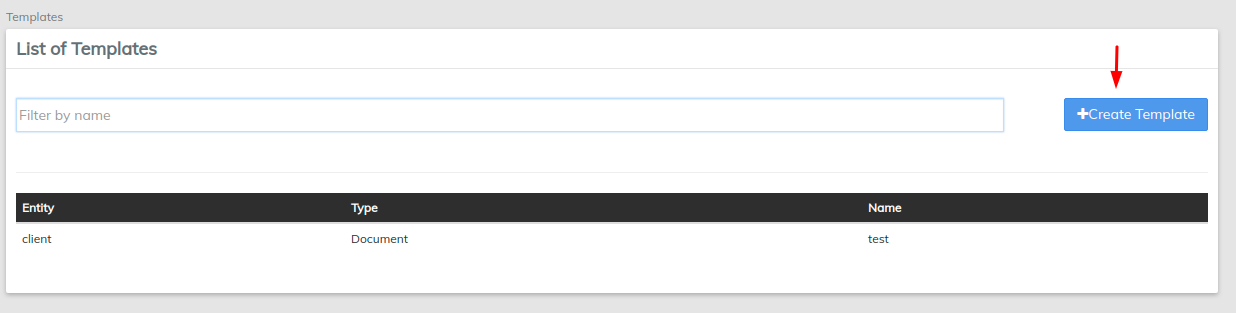 Templates
List of Templates
Filter by name
+Create Template
Entity Type Name
client Document test